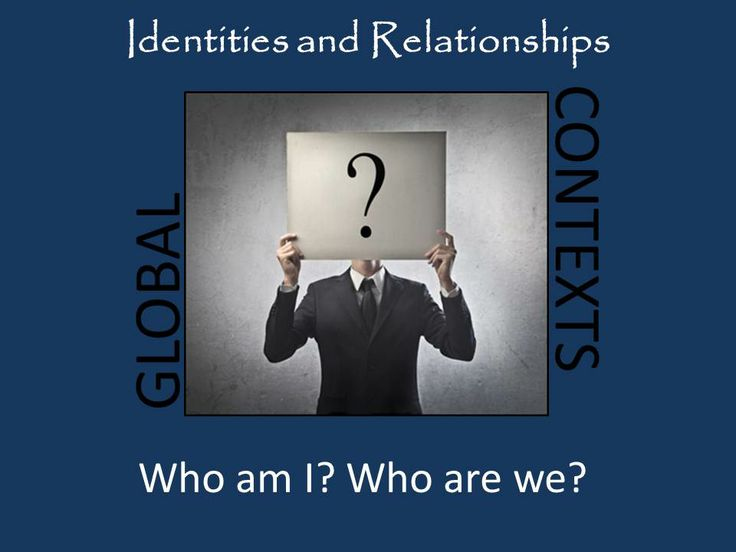 Identities and Relationships
GLOBAL
CONTEXTS
?
Who am I? Who are we?